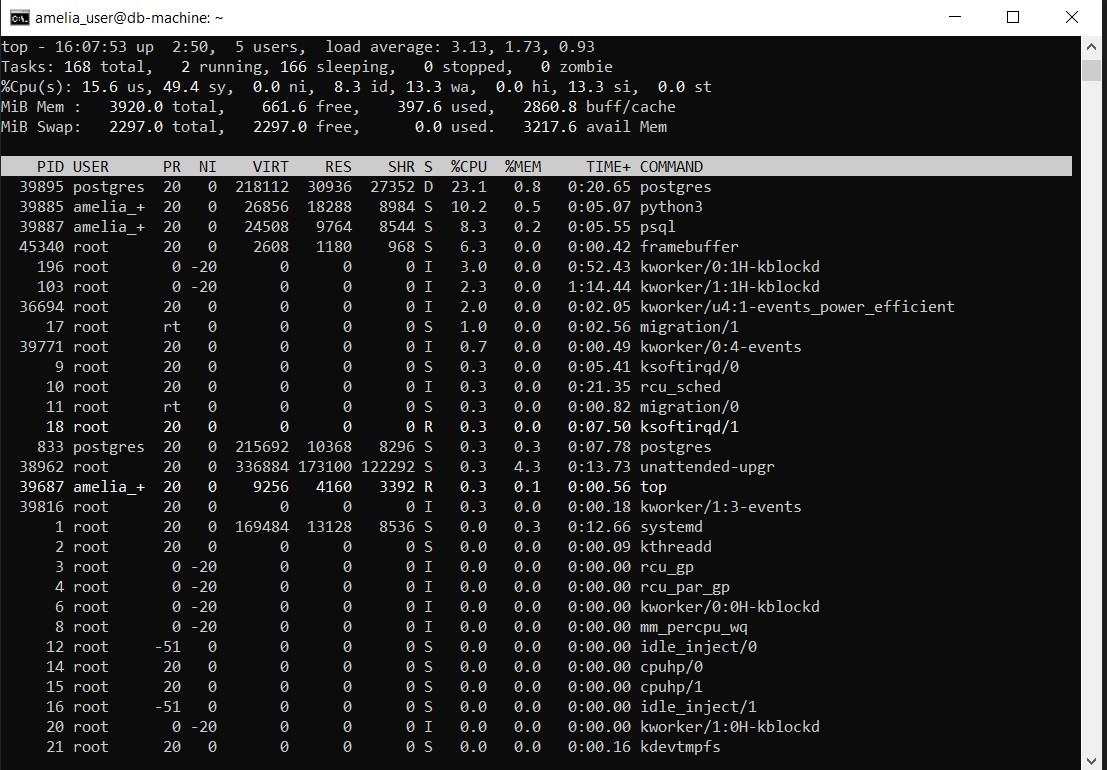 amelia_user@db-machine: ~
top - 16:07:53 up  2:50,  5 users,  load average: 3.13, 1.73, 0.93
Tasks: 168 total,   2 running, 166 sleeping,   0 stopped,   0 zombie
%Cpu(s): 15.6 us, 49.4 sy,  0.0 ni,  8.3 id, 13.3 wa,  0.0 hi, 13.3 si,  0.0 st
MiB Mem :   3920.0 total,    661.6 free,    397.6 used,   2860.8 buff/cache
MiB Swap:   2297.0 total,   2297.0 free,      0.0 used.   3217.6 avail Mem
PID USER      PR  NI    VIRT    RES    SHR S  %CPU  %MEM     TIME+ COMMAND
39895 postgres  20   0  218112  30936  27352 D  23.1   0.8   0:20.65 postgres
39885 amelia_+  20   0   26856  18288   8984 S  10.2   0.5   0:05.07 python3
39887 amelia_+  20   0   24508   9764   8544 S   8.3   0.2   0:05.55 psql
45340 root      20   0    2608   1180    968 S   6.3   0.0   0:00.42 framebuffer
196 root       0 -20       0      0      0 I   3.0   0.0   0:52.43 kworker/0:1H-kblockd
103 root       0 -20       0      0      0 I   2.3   0.0   1:14.44 kworker/1:1H-kblockd
36694 root      20   0       0      0      0 I   2.0   0.0   0:02.05 kworker/u4:1-events_power_efficient
17 root      rt   0       0      0      0 S   1.0   0.0   0:02.56 migration/1
39771 root      20   0       0      0      0 I   0.7   0.0   0:00.49 kworker/0:4-events
9 root      20   0       0      0      0 S   0.3   0.0   0:05.41 ksoftirqd/0
10 root      20   0       0      0      0 I   0.3   0.0   0:21.35 rcu_sched
11 root      rt   0       0      0      0 S   0.3   0.0   0:00.82 migration/0
18 root      20   0       0      0      0 R   0.3   0.0   0:07.50 ksoftirqd/1
833 postgres  20   0  215692  10368   8296 S   0.3   0.3   0:07.78 postgres
38962 root      20   0  336884 173100 122292 S   0.3   4.3   0:13.73 unattended-upgr
39687 amelia_+  20   0    9256   4160   3392 R   0.3   0.1   0:00.56 top
39816 root      20   0       0      0      0 I   0.3   0.0   0:00.18 kworker/1:3-events
1 root      20   0  169484  13128   8536 S   0.0   0.3   0:12.66 systemd
2 root      20   0       0      0      0 S   0.0   0.0   0:00.09 kthreadd
3 root       0 -20       0      0      0 I   0.0   0.0   0:00.00 rcu_gp
4 root       0 -20       0      0      0 I   0.0   0.0   0:00.00 rcu_par_gp
6 root       0 -20       0      0      0 I   0.0   0.0   0:00.00 kworker/0:0H-kblockd
8 root       0 -20       0      0      0 I   0.0   0.0   0:00.00 mm_percpu_wq
12 root     -51   0       0      0      0 S   0.0   0.0   0:00.00 idle_inject/0
14 root      20   0       0      0      0 S   0.0   0.0   0:00.00 cpuhp/0
15 root      20   0       0      0      0 S   0.0   0.0   0:00.00 cpuhp/1
16 root     -51   0       0      0      0 S   0.0   0.0   0:00.00 idle_inject/1
20 root       0 -20       0      0      0 I   0.0   0.0   0:00.00 kworker/1:0H-kblockd
21 root      20   0       0      0      0 S   0.0   0.0   0:00.16 kdevtmpfs